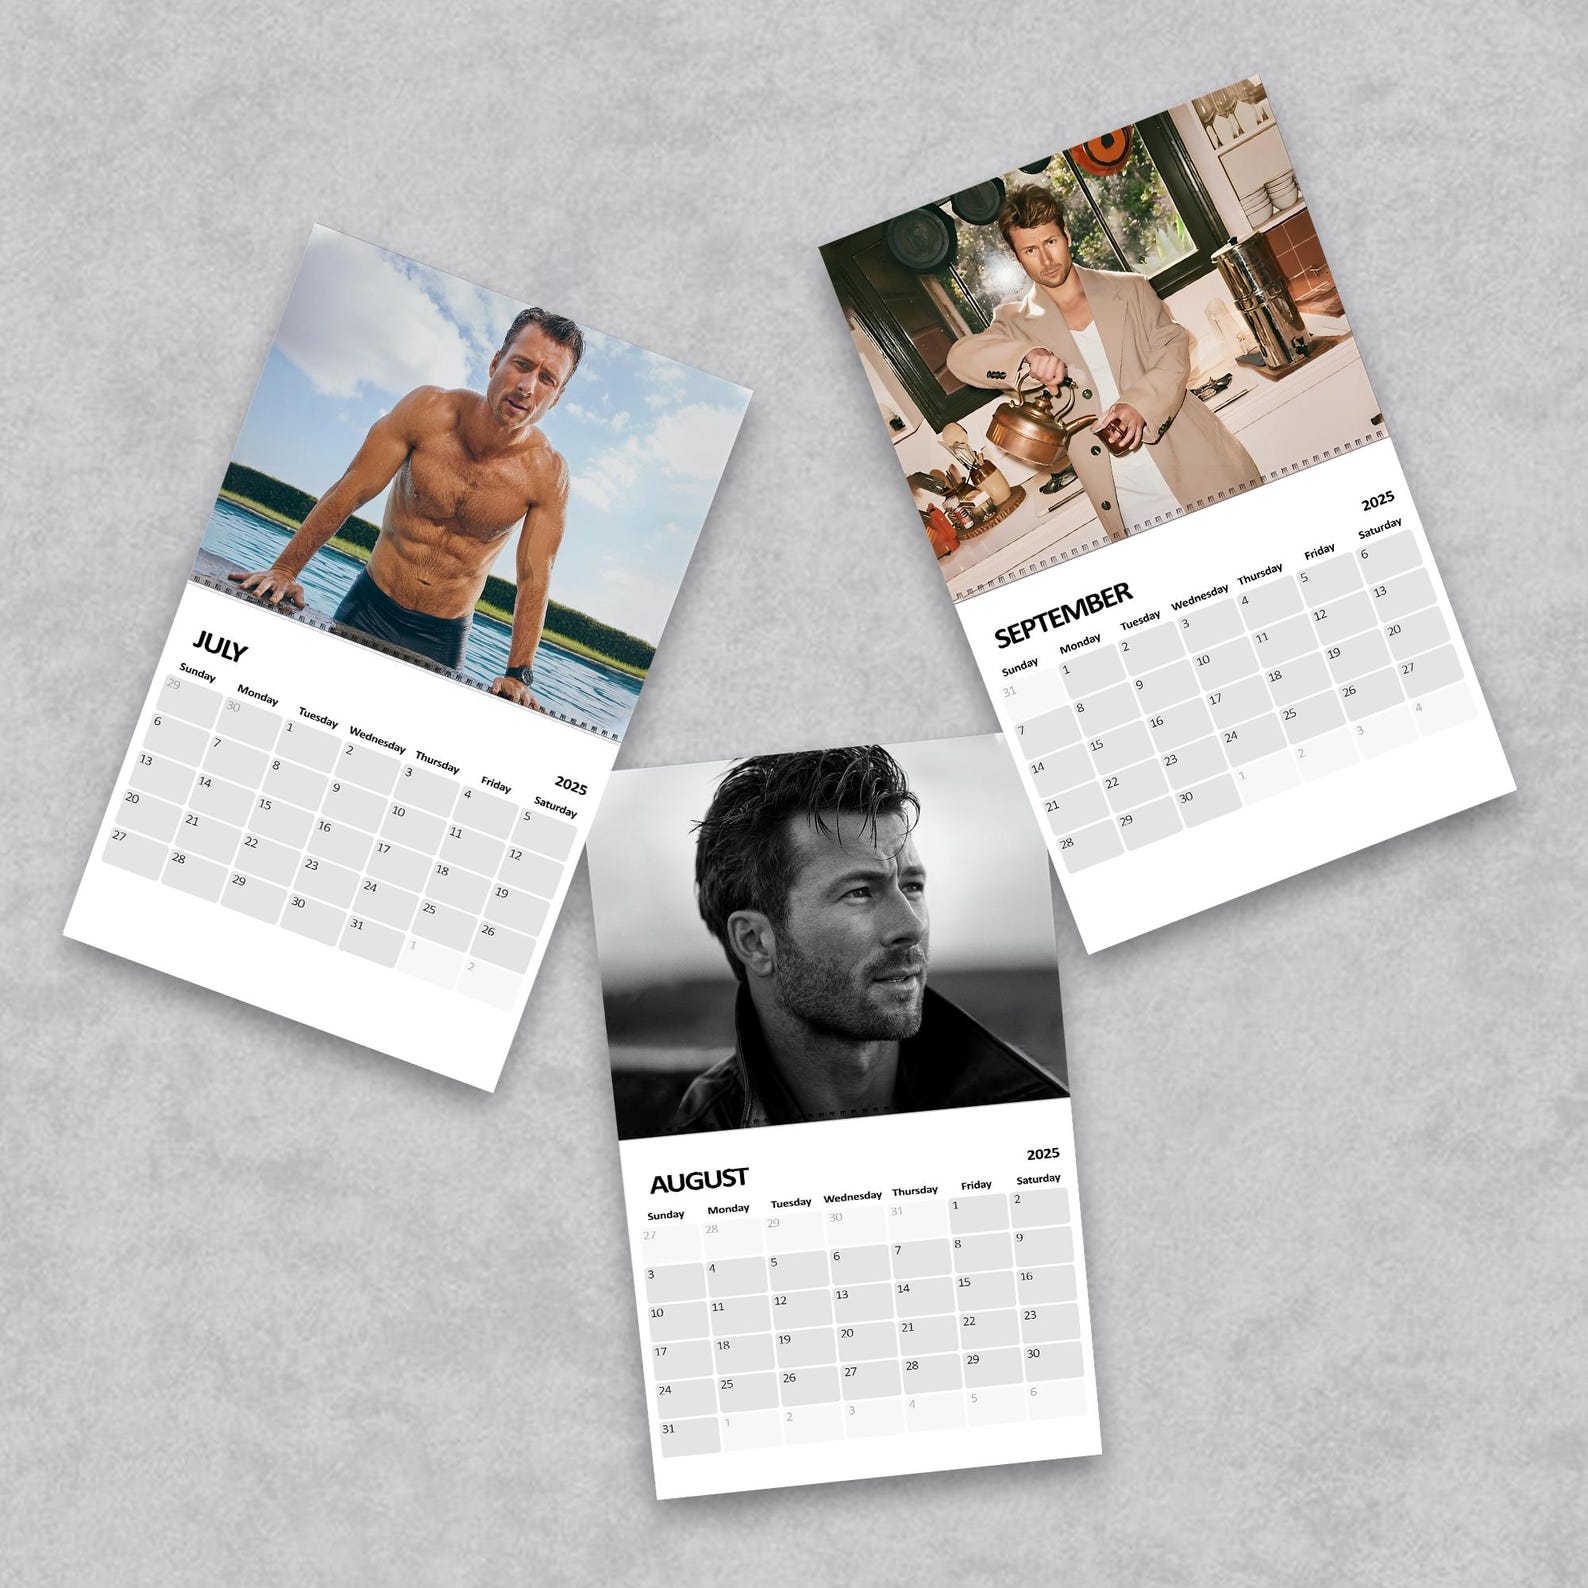 JULY
2025
Sunday Monday Tuesday Wednesday Thursday Friday Saturday
29 30 1 2 3 4 5
6 7 8 9 10 11 12
13 14 15 16 17 18 19
20 21 22 23 24 25 26
27 28 29 30 31 1 2
SEPTEMBER
2025
Sunday Monday Tuesday Wednesday Thursday Friday Saturday
31 1 2 3 4 5 6
7 8 9 10 11 12 13
14 15 16 17 18 19 20
21 22 23 24 25 26 27
28 29 30 1 2 3 4
AUGUST
2025
Sunday Monday Tuesday Wednesday Thursday Friday Saturday
27 28 29 30 31 1 2
3 4 5 6 7 8 9
10 11 12 13 14 15 16
17 18 19 20 21 22 23
24 25 26 27 28 29 30
31 1 2 3 4 5 6